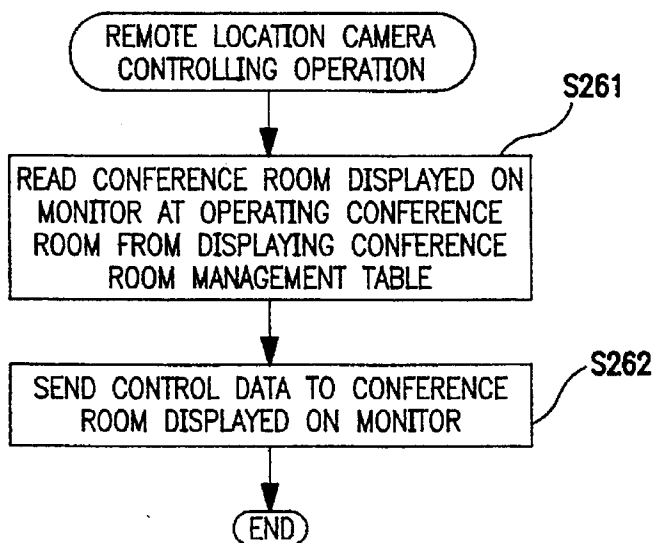 REMOTE LOCATION CAMERA
CONTROLLING OPERATION
S261
READ CONFERENCE ROOM DISPLAYED ON
MONITOR AT OPERATING CONFERENCE
ROOM FROM DISPLAYING CONFERENCE
ROOM MANAGEMENT TABLE
S262
SEND CONTROL DATA TO CONFERENCE
ROOM DISPLAYED ON MONITOR
END